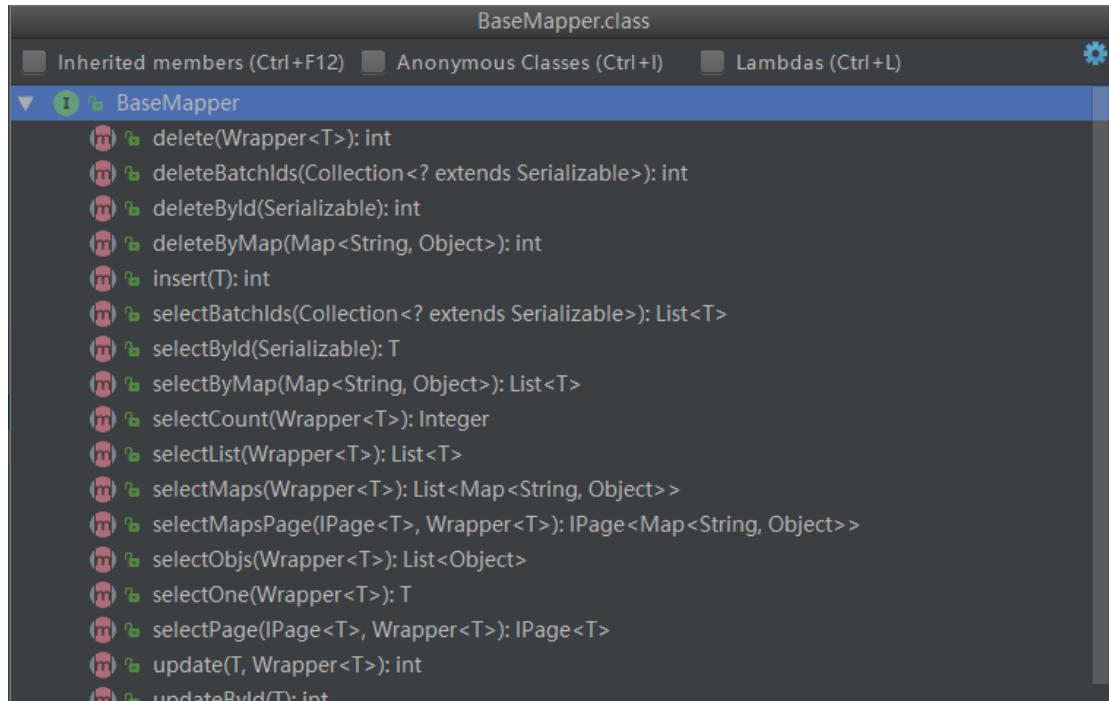 BaseMapper.class
Inherited members (Ctrl+F12) Anonymous Classes (Ctrl+I) Lambdas (Ctrl+L)
I BaseMapper
m delete(Wrapper<T>): int
m deleteBatchIds(Collection<? extends Serializable>): int
m deleteById(Serializable): int
m deleteByMap(Map<String, Object>): int
m insert(T): int
m selectBatchIds(Collection<? extends Serializable>): List<T>
m selectById(Serializable): T
m selectByMap(Map<String, Object>): List<T>
m selectCount(Wrapper<T>): Integer
m selectList(Wrapper<T>): List<T>
m selectMaps(Wrapper<T>): List<Map<String, Object>>
m selectMapsPage(IPage<T>, Wrapper<T>): IPage<Map<String, Object>>
m selectObjs(Wrapper<T>): List<Object>
m selectOne(Wrapper<T>): T
m selectPage(IPage<T>, Wrapper<T>): IPage<T>
m update(T, Wrapper<T>): int
m updateById(T): int